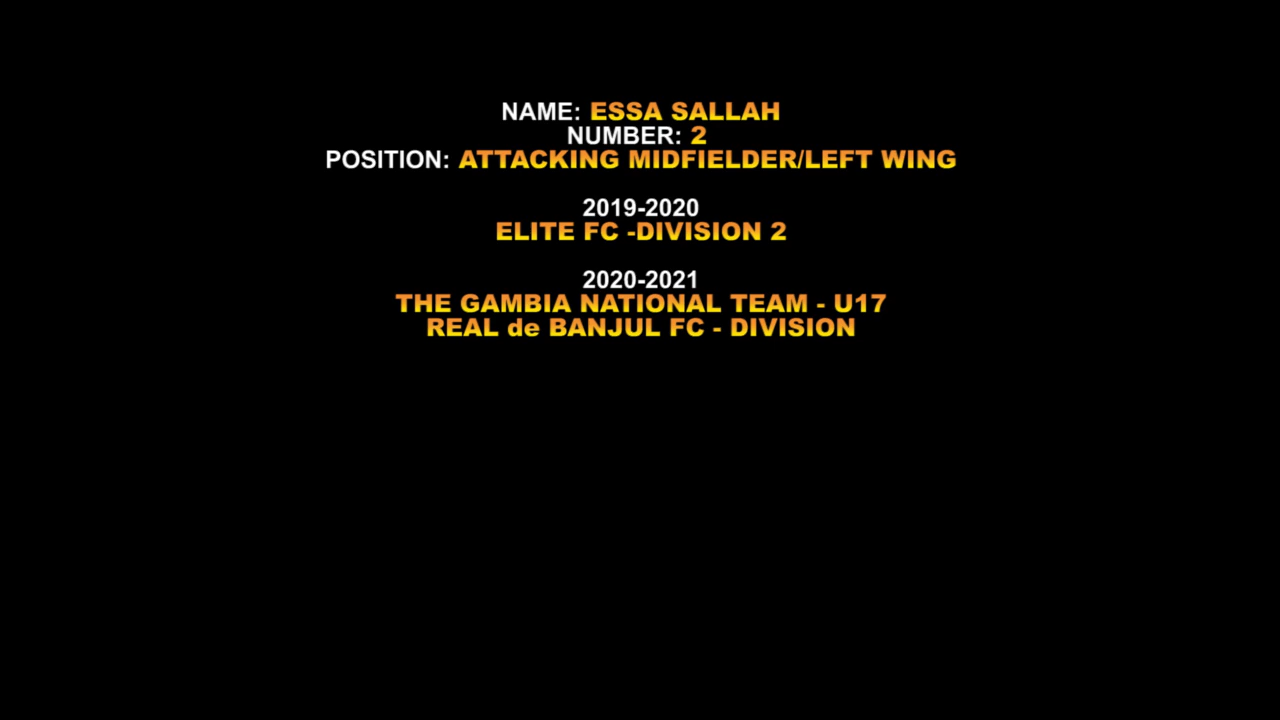 NAME: ESSA SALLAH
NUMBER: 2
POSITION: ATTACKING MIDFIELDER/LEFT WING
2019-2020
ELITE FC -DIVISION 2
2020-2021
THE GAMBIA NATIONAL TEAM - U17
REAL de BANJUL FC - DIVISION